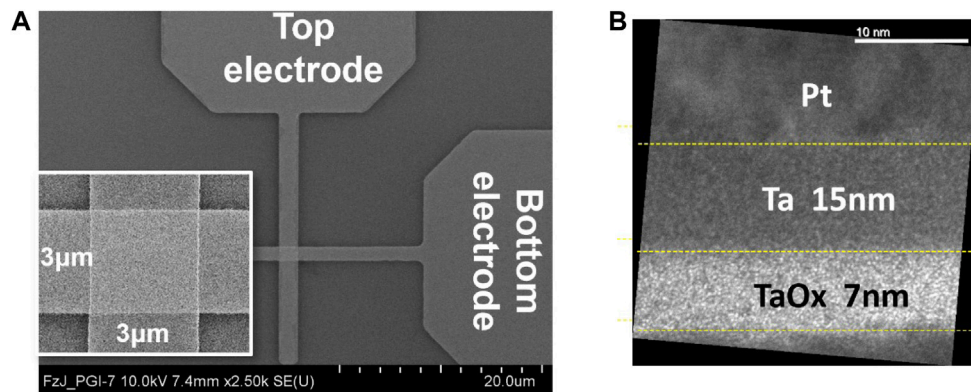 A
Top
electrode
Bottom
electrode
3μm
3μm
FzJ_PGI-7 10.0kV 7.4mm x2.50k SE(U)
20.0um
B
10 nm
Pt
Ta 15nm
TaOx 7nm